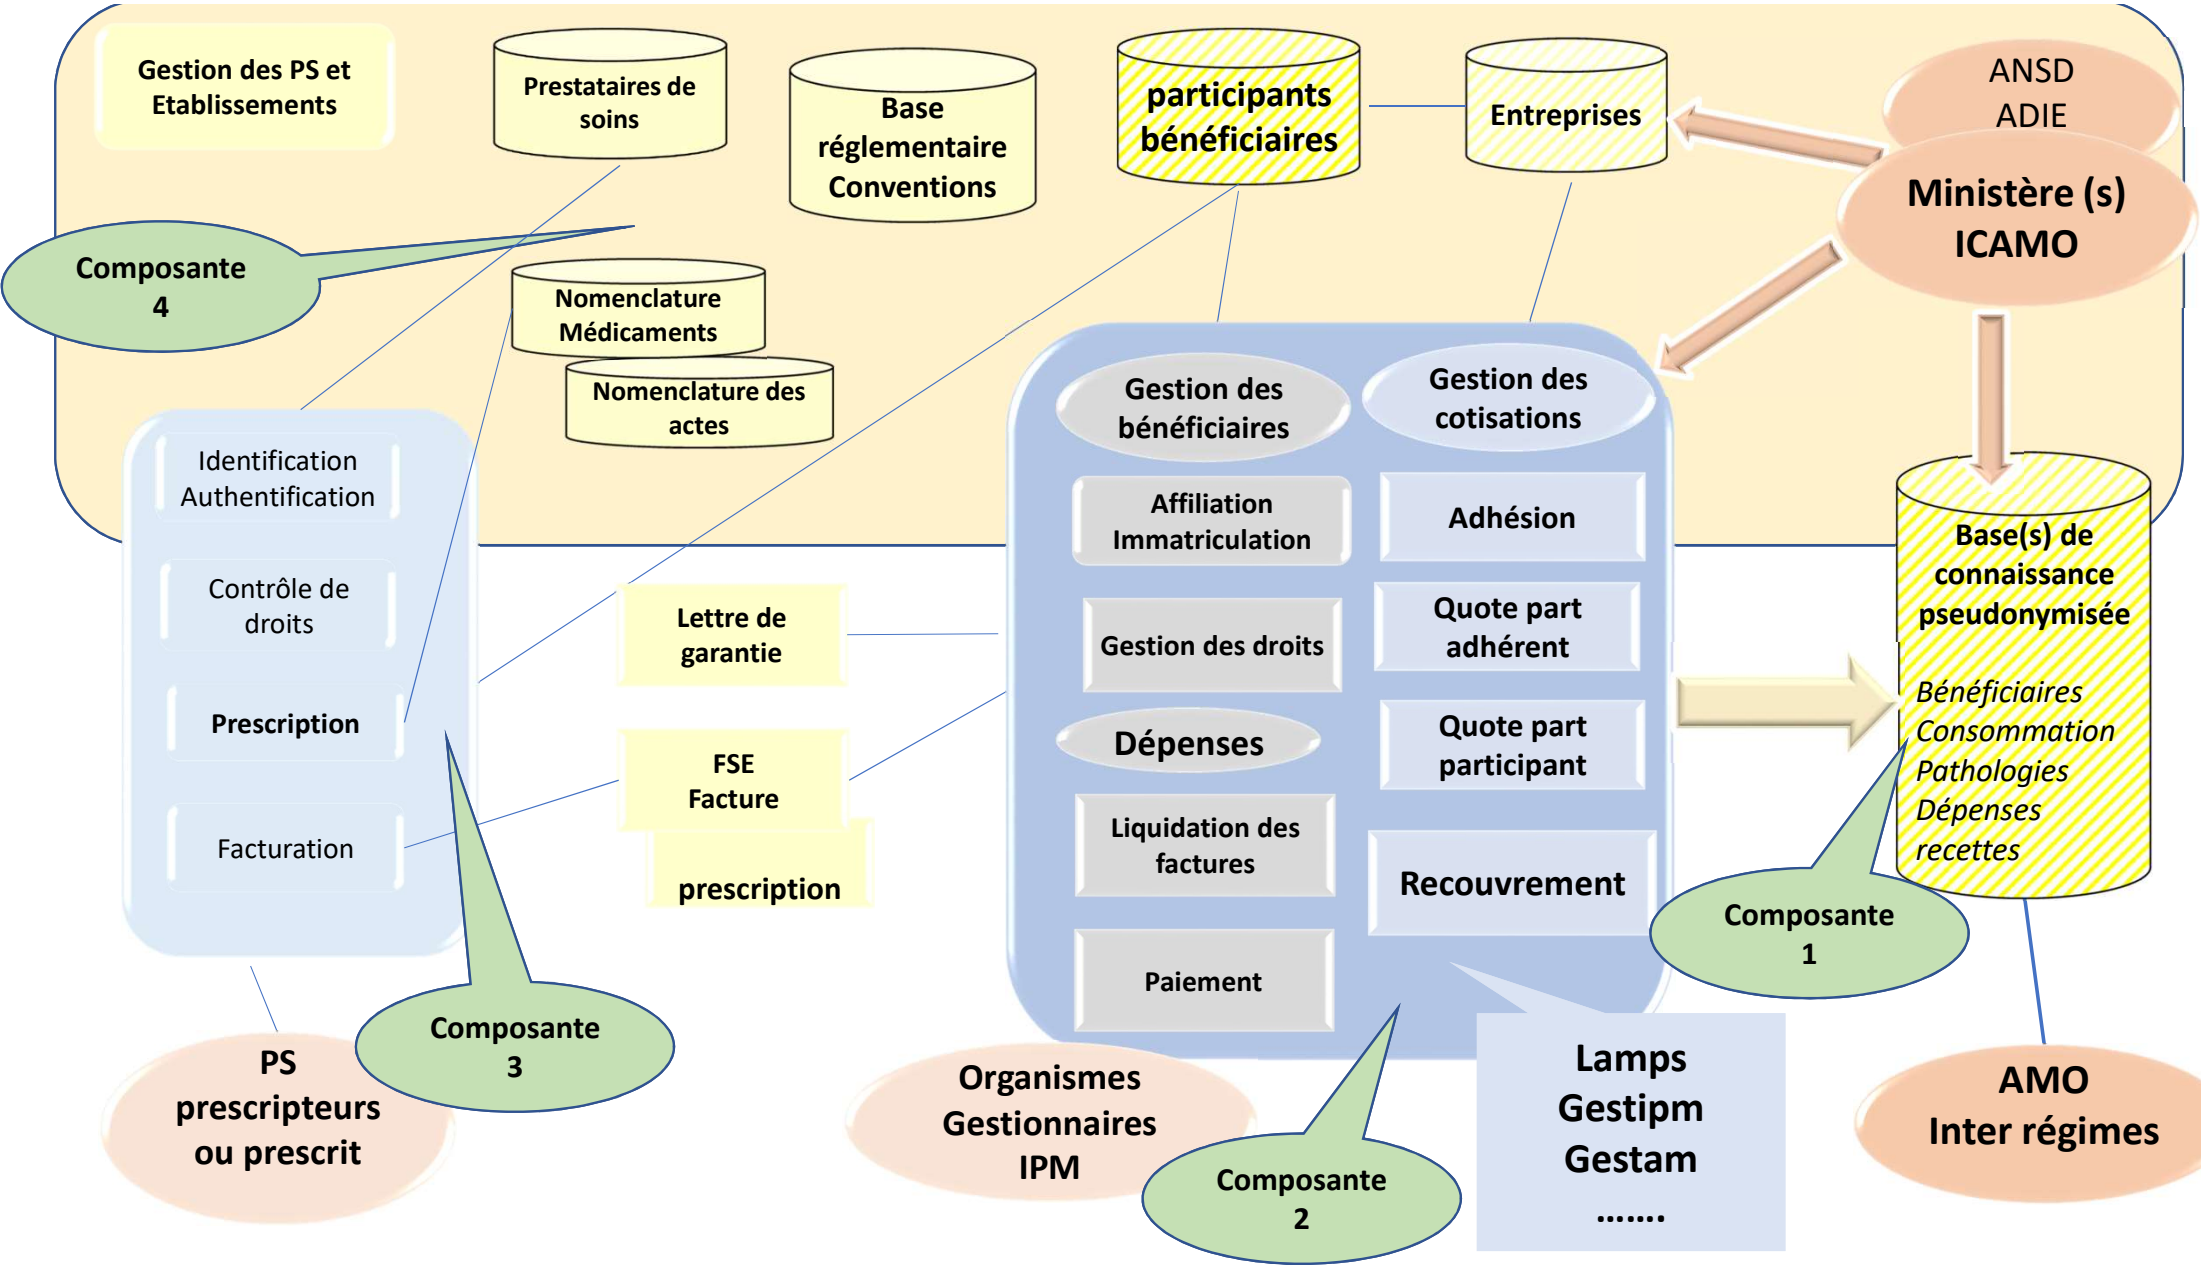 Gestion des PS et
Etablissements
Prestataires de
soins
Base
réglementaire
Conventions
participants
bénéficiaires
Entreprises
ANSD
ADIE
Ministère (s)
ICAMO
Composante
4
Nomenclature
Médicaments
Nomenclature des
actes
Identification
Authentification
Contrôle de
droits
Prescription
Facturation
Lettre de
garantie
FSE
Facture
prescription
Gestion des
bénéficiaires
Affiliation
Immatriculation
Gestion des droits
Dépenses
Liquidation des
factures
Paiement
Gestion des
cotisations
Adhésion
Quote part
adhérent
Quote part
participant
Recouvrement
Base(s) de
connaissance
pseudonymisée
Bénéficiaires
Consommation
Pathologies
Dépenses
recettes
Composante
1
Composante
3
PS
prescripteurs
ou prescrit
Organismes
Gestionnaires
IPM
Composante
2
Lamps
Gestipm
Gestam
…….
AMO
Inter régimes